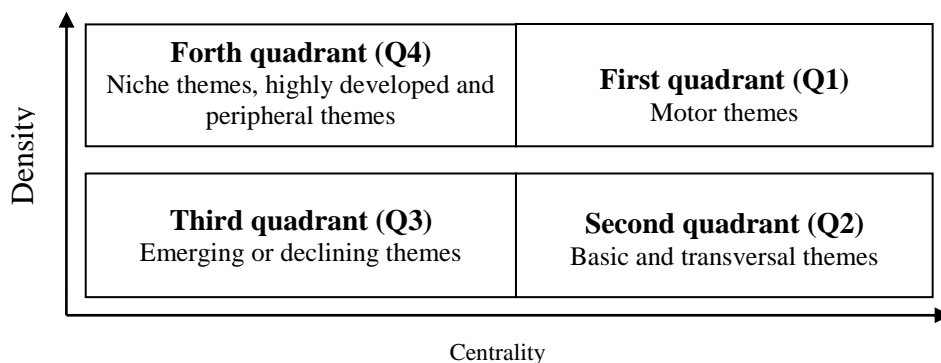 Forth quadrant (Q4)
Niche themes, highly developed and
peripheral themes
First quadrant (Q1)
Motor themes
Density
Third quadrant (Q3)
Emerging or declining themes
Second quadrant (Q2)
Basic and transversal themes
Centrality